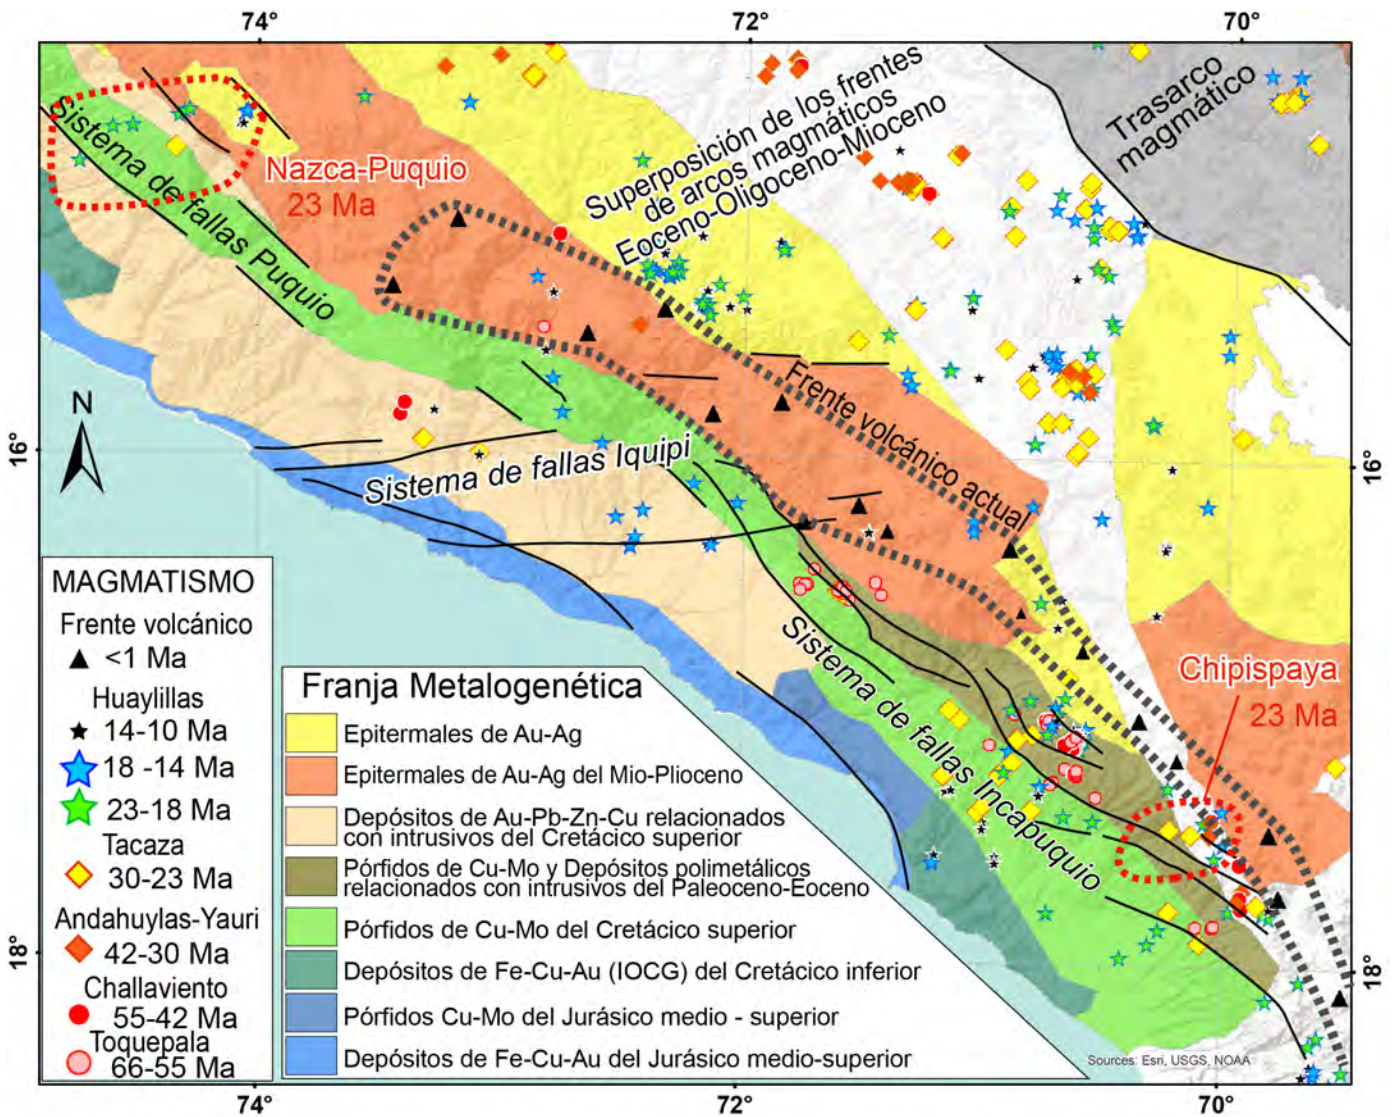 74°
72°
70°
Sistema de fallas Puquio
Nazca-Puquio
23 Ma
Superposición de los frentes
de arcos magmáticos
Eoceno-Oligoceno-Mioceno
Trasarco
magmático
Frente volcánico actual
16°
16°
N
Sistema de fallas Iquipi
Sistema de fallas Incapuquio
Chipispaya
23 Ma
18°
18°
MAGMATISMO
Frente volcánico
<1 Ma
Huaylillas
14-10 Ma
18 -14 Ma
23-18 Ma
Tacaza
30-23 Ma
Andahuylas-Yauri
42-30 Ma
Challaviento
55-42 Ma
Toquepala
66-55 Ma
Franja Metalogenética
Epitermales de Au-Ag
Epitermales de Au-Ag del Mio-Plioceno
Depósitos de Au-Pb-Zn-Cu relacionados
con intrusivos del Cretácico superior
Pórfidos de Cu-Mo y Depósitos polimetálicos
relacionados con intrusivos del Paleoceno-Eoceno
Pórfidos de Cu-Mo del Cretácico superior
Depósitos de Fe-Cu-Au (IOCG) del Cretácico inferior
Pórfidos Cu-Mo del Jurásico medio - superior
Depósitos de Fe-Cu-Au del Jurásico medio-superior
Sources: Esri, USGS, NOAA
74°
72°
70°